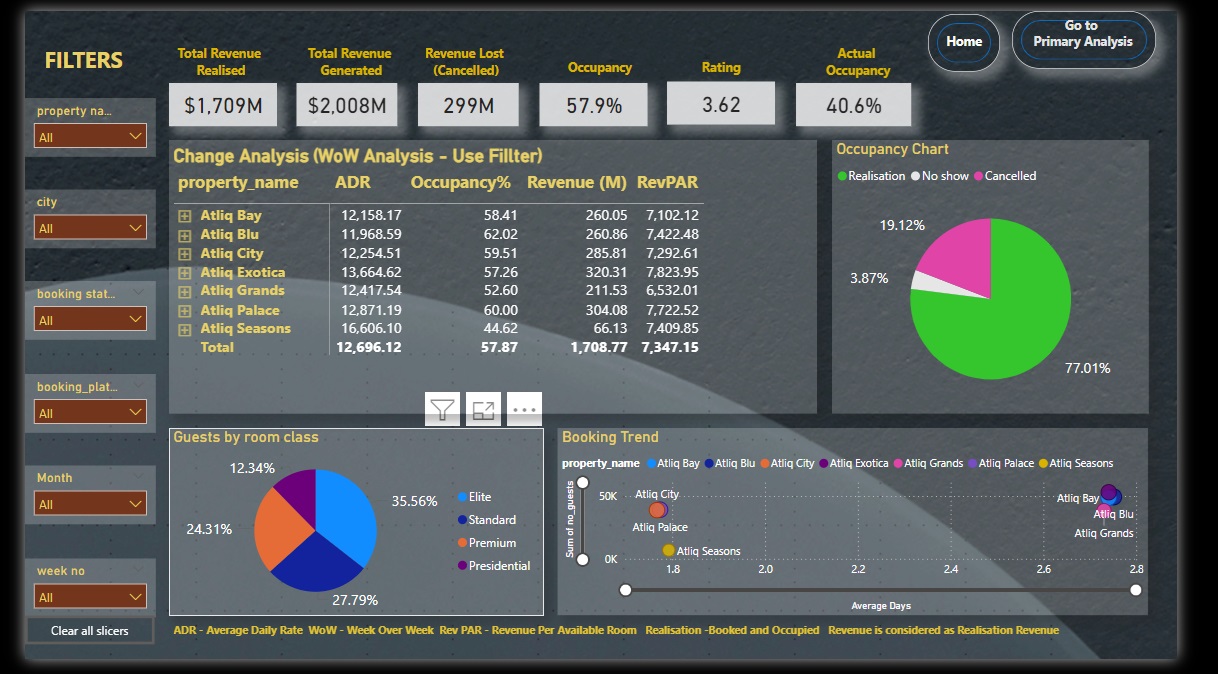 FILTERS
property na...
All
city
All
booking stat...
All
booking_plat...
All
Month
All
week no
All
Clear all slicers
Total Revenue Realised
$1,709M
Total Revenue Generated
$2,008M
Revenue Lost (Cancelled)
299M
Occupancy
57.9%
Rating
3.62
Actual Occupancy
40.6%
Home
Go to
Primary Analysis
Change Analysis (WoW Analysis - Use Fillter)
property_name ADR Occupancy% Revenue (M) RevPAR
Atliq Bay 12,158.17 58.41 260.05 7,102.12
Atliq Blu 11,968.59 62.02 260.86 7,422.48
Atliq City 12,254.51 59.51 285.81 7,292.61
Atliq Exotica 13,664.62 57.26 320.31 7,823.95
Atliq Grands 12,417.54 52.60 211.53 6,532.01
Atliq Palace 12,871.19 60.00 304.08 7,722.52
Atliq Seasons 16,606.10 44.62 66.13 7,409.85
Total 12,696.12 57.87 1,708.77 7,347.15
Occupancy Chart
Realisation No show Cancelled
19.12%
3.87%
77.01%
Guests by room class
12.34%
35.56%
24.31%
27.79%
Elite
Standard
Premium
Presidential
Booking Trend
property_name Atliq Bay Atliq Blu Atliq City Atliq Exotica Atliq Grands Atliq Palace Atliq Seasons
Sum of no_guests
50K
0K
Atliq City
Atliq Palace
Atliq Seasons
Atliq Bay
Atliq Blu
Atliq Grands
1.8 2.0 2.2 2.4 2.6 2.8
Average Days
ADR - Average Daily Rate WoW - Week Over Week Rev PAR - Revenue Per Available Room Realisation -Booked and Occupied Revenue is considered as Realisation Revenue